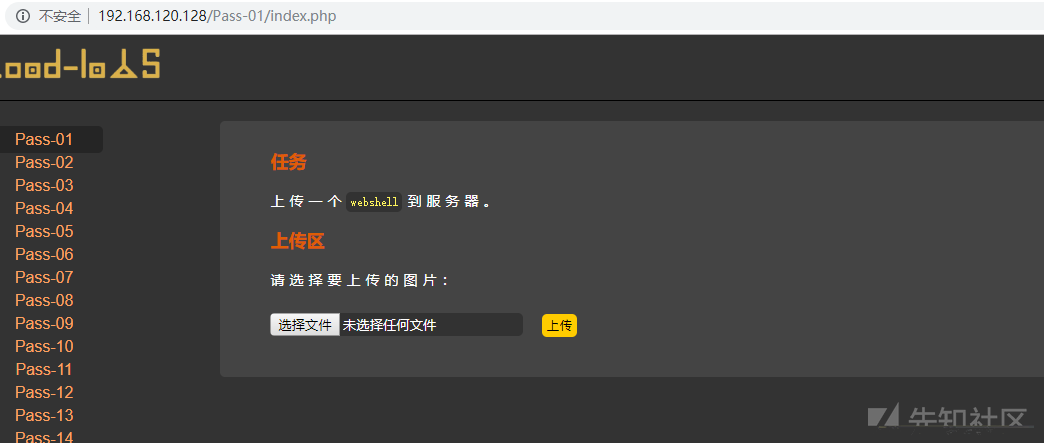 不安全 | 192.168.120.128/Pass-01/index.php
load-labs
Pass-01
Pass-02
Pass-03
Pass-04
Pass-05
Pass-06
Pass-07
Pass-08
Pass-09
Pass-10
Pass-11
Pass-12
Pass-13
Pass-14
任务
上传一个 webshell 到服务器。
上传区
请选择要上传的图片：
选择文件 未选择任何文件 上传
先知社区